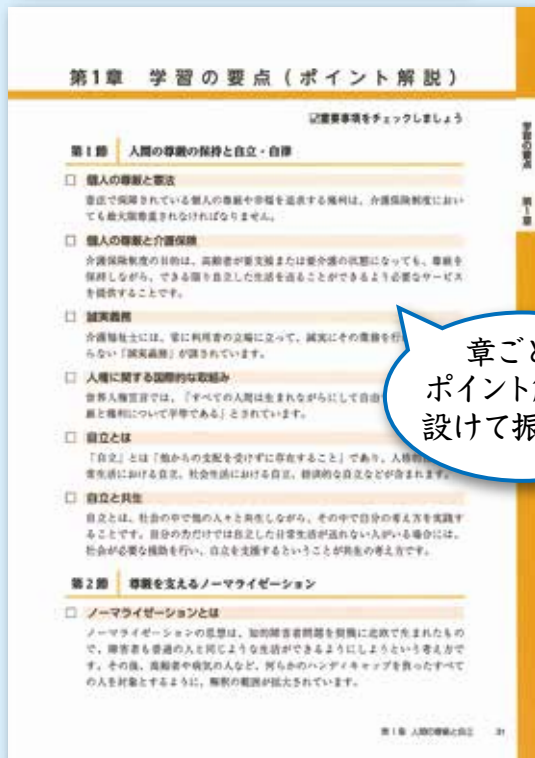 第1章 学習の要点(ポイント解説)
☑重要事項をチェックしましょう
第1節 人間の尊厳の保持と自立・自律
□ 個人の尊厳と憲法
憲法で保障されている個人の尊厳や幸福を追求する権利は、介護保険制度におい
ても最大限尊重されなければなりません。
□ 個人の尊厳と介護保険
介護保険制度の目的は、高齢者が要支援または要介護の状態になっても、尊厳を
保持しながら、できる限り自立した生活を送ることができるよう必要なサービス
を提供することです。
□ 誠実義務
介護福祉士には、常に利用者の立場に立って、誠実にその業務を行
らない「誠実義務」が課されています。
□ 人権に関する国際的な取組み
世界人権宣言では、「すべての人間は生まれながらにして自由
厳と権利について平等である」とされています。
□ 自立とは
「自立」とは「他からの支配を受けずに存在すること」であり、人格的
常生活における自立、社会生活における自立、経済的な自立などが含まれます。
□ 自立と共生
自立とは、社会の中で他の人々と共生しながら、その中で自分の考え方を実践す
ることです。自分の力だけでは自立した日常生活が送れない人がいる場合には、
社会が必要な援助を行い、自立を支援するということが共生の考え方です。
第2節 尊厳を支えるノーマライゼーション
□ ノーマライゼーションとは
ノーマライゼーションの思想は、知的障害者問題を契機に北欧で生まれたもの
で、障害者も普通の人と同じような生活ができるようにしようという考え方で
す。その後、高齢者や病気の人など、何らかのハンディキャップを負ったすべて
の人を対象とするように、解釈の範囲が拡大されています。
第1章 人間の尊厳と自立 31
学習の要点 第1章
章ごと
ポイント
設けて振